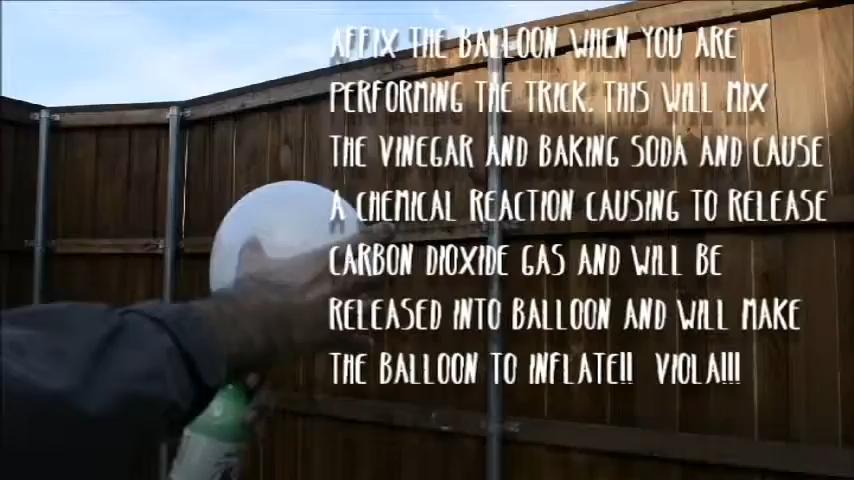 AFFIX THE BALLOON WHEN YOU ARE
PERFORMING THE TRICK. THIS WILL MIX
THE VINEGAR AND BAKING SODA AND CAUSE
A CHEMICAL REACTION CAUSING TO RELEASE
CARBON DIOXIDE GAS AND WILL BE
RELEASED INTO BALLOON AND WILL MAKE
THE BALLOON TO INFLATE!! VIOLA!!!